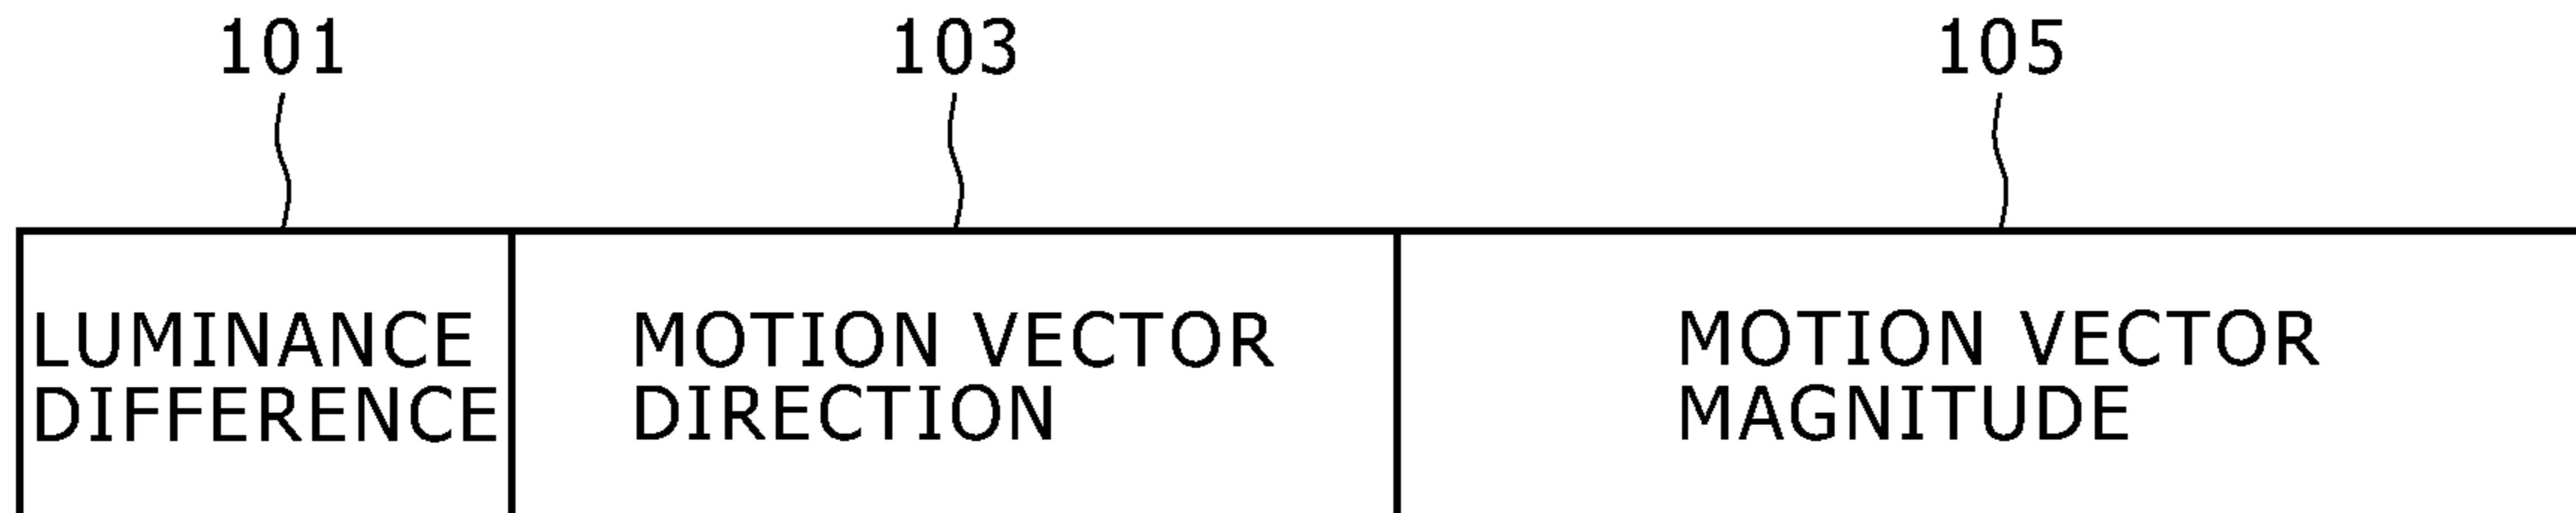 101 103 105
LUMINANCE DIFFERENCE
MOTION VECTOR DIRECTION
MOTION VECTOR MAGNITUDE